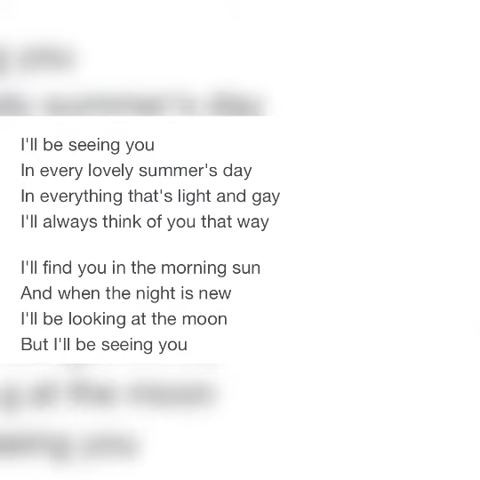 I'll be seeing you
In every lovely summer's day
In everything that's light and gay
I'll always think of you that way
I'll find you in the morning sun
And when the night is new
I'll be looking at the moon
But I'll be seeing you